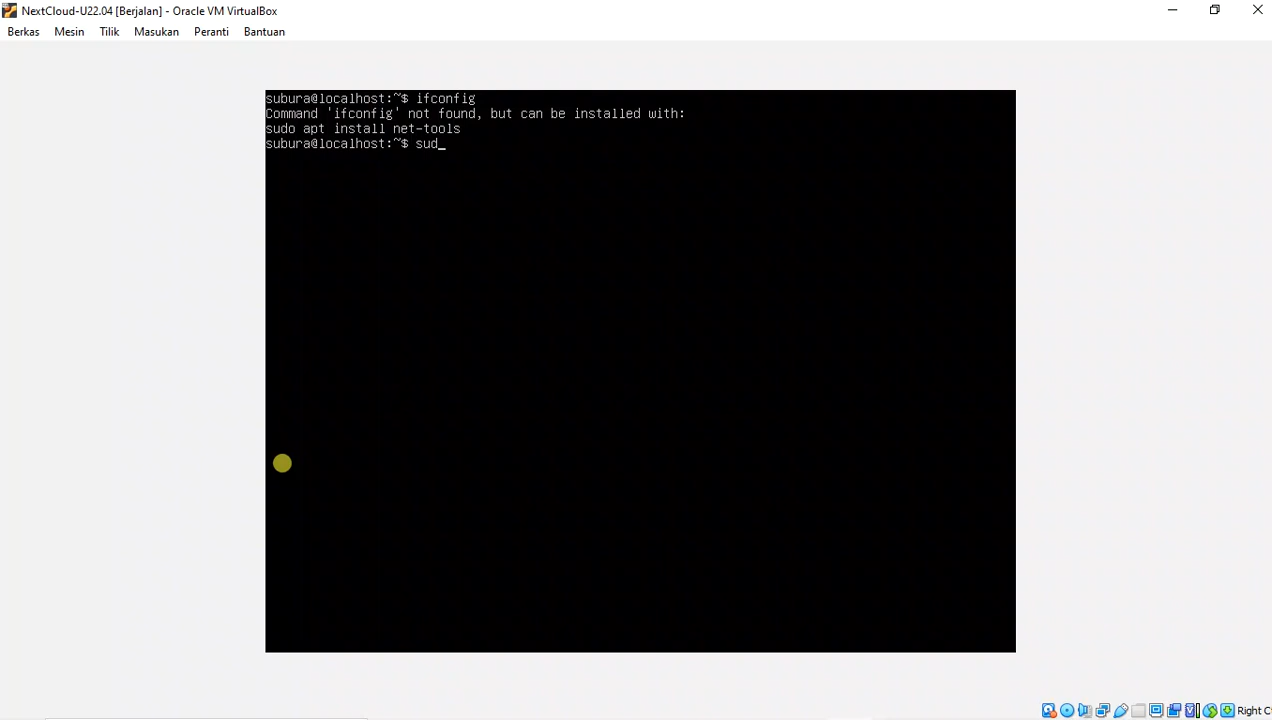 NextCloud-U22.04 [Berjalan] - Oracle VM VirtualBox
Berkas Mesin Tilik Masukan Peranti Bantuan
subura@localhost:~$ ifconfig
Command 'ifconfig' not found, but can be installed with:
sudo apt install net-tools
subura@localhost:~$ sud_
Right C